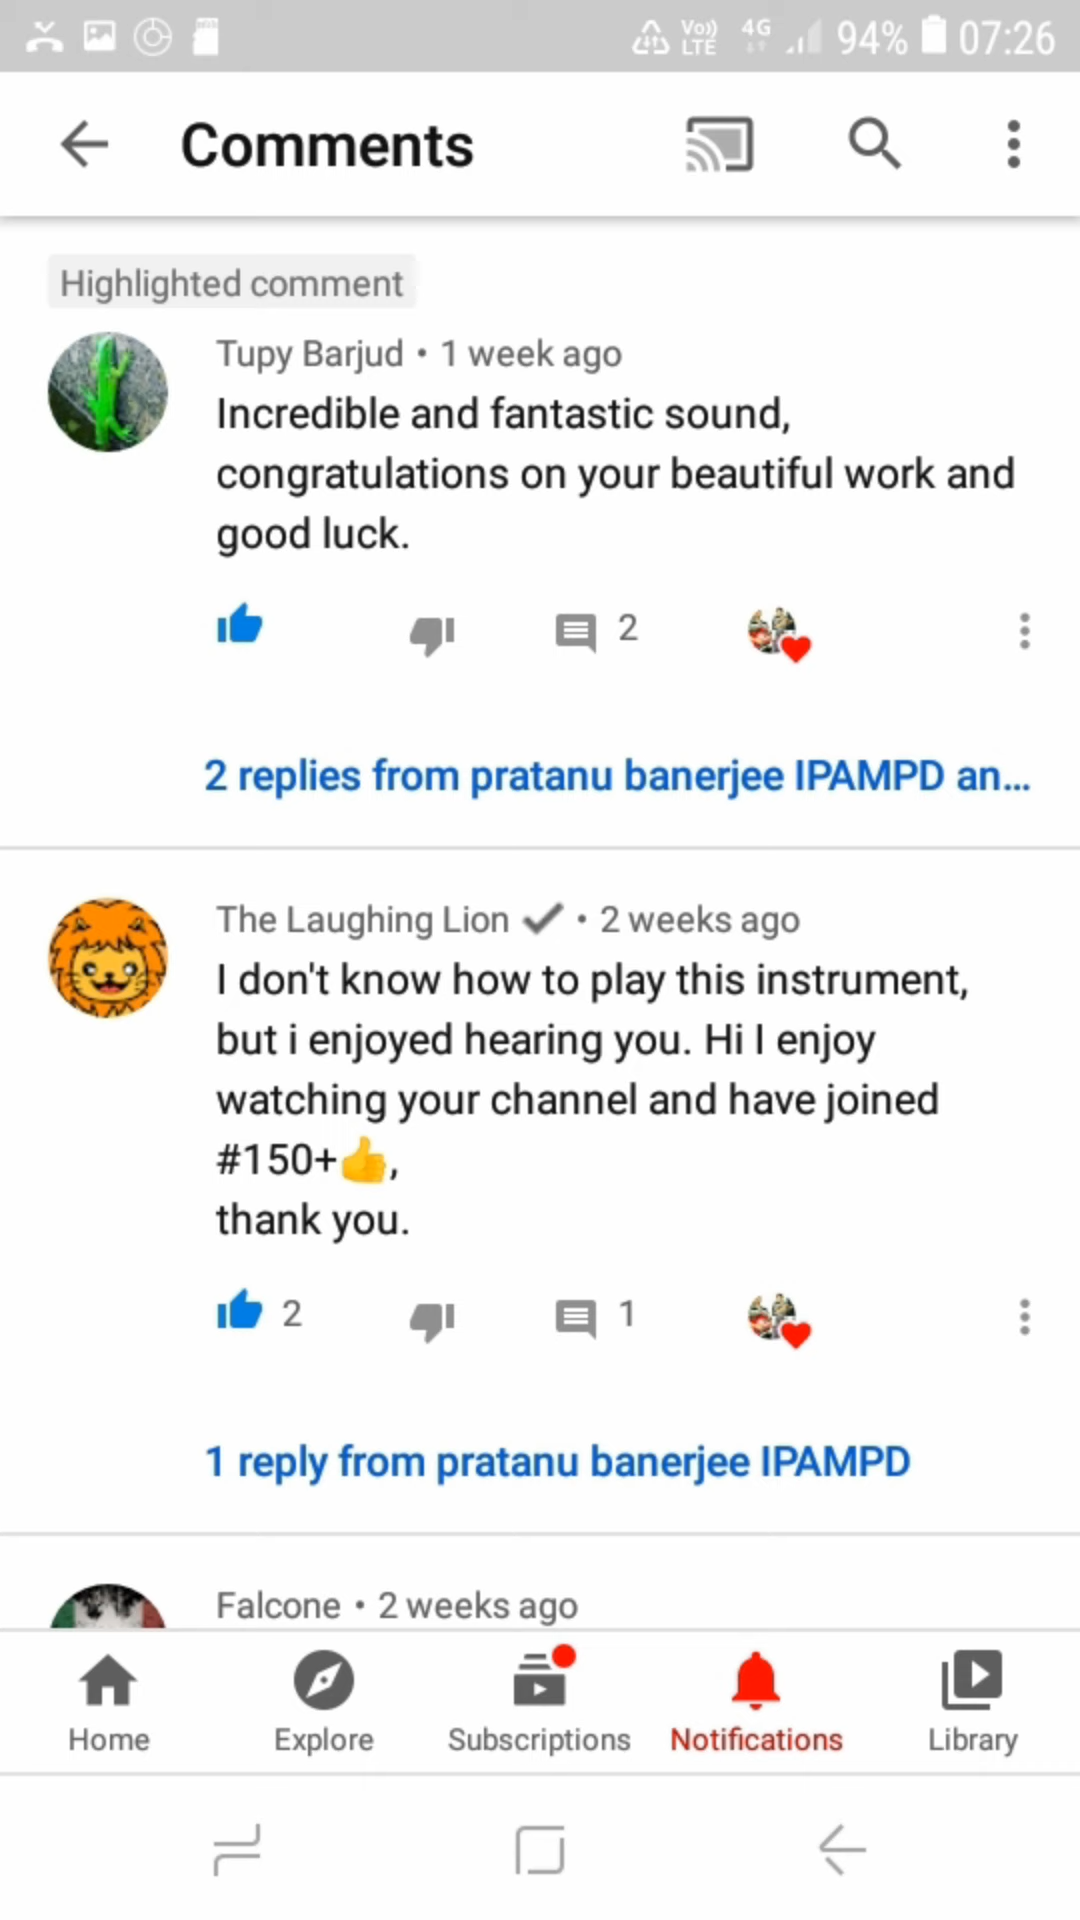 Vo)) LTE 4G 94% 07:26
Comments
Highlighted comment
Tupy Barjud • 1 week ago
Incredible and fantastic sound,
congratulations on your beautiful work and
good luck.
2
2 replies from pratanu banerjee IPAMPD an...
The Laughing Lion ✔ • 2 weeks ago
I don't know how to play this instrument,
but i enjoyed hearing you. Hi I enjoy
watching your channel and have joined
#150+👍,
thank you.
2 1
1 reply from pratanu banerjee IPAMPD
Falcone • 2 weeks ago
Home Explore Subscriptions Notifications Library